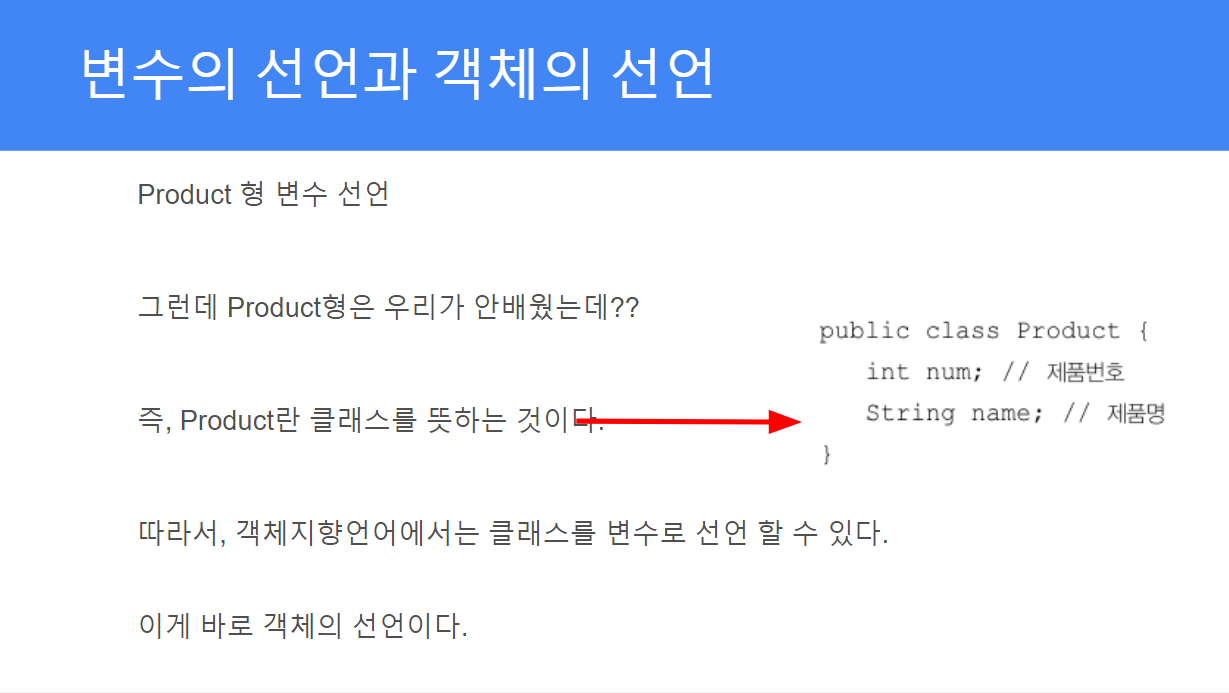 변수의 선언과 객체의 선언
Product 형 변수 선언
그런데 Product형은 우리가 안배웠는데??
즉, Product란 클래스를 뜻하는 것이다.
public class Product {
int num; // 제품번호
String name; // 제품명
}
따라서, 객체지향언어에서는 클래스를 변수로 선언 할 수 있다.
이게 바로 객체의 선언이다.